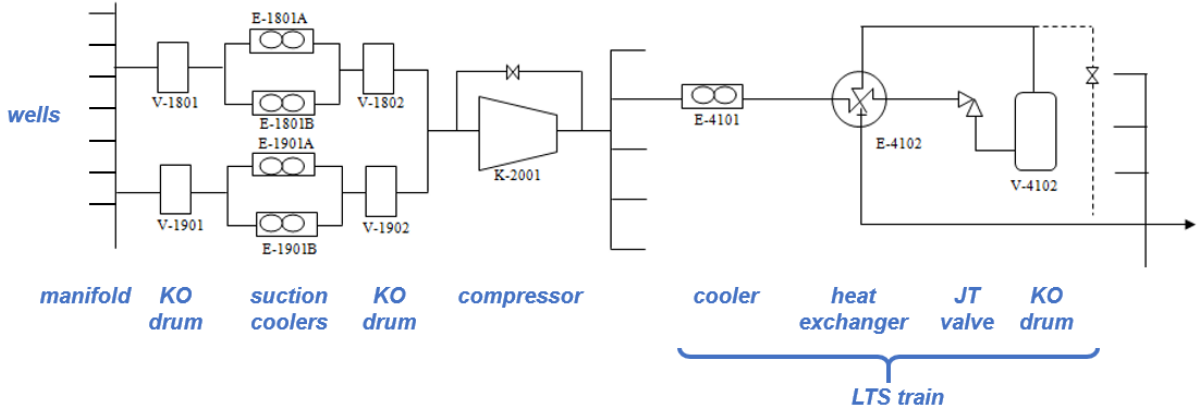 E-1801A
V-1801
E-1801B
V-1802
E-1901A
V-1901
E-1901B
V-1902
K-2001
E-4101
E-4102
V-4102
wells
manifold
KO
drum
suction
coolers
KO
drum
compressor
cooler
heat
exchanger
JT
valve
KO
drum
LTS train